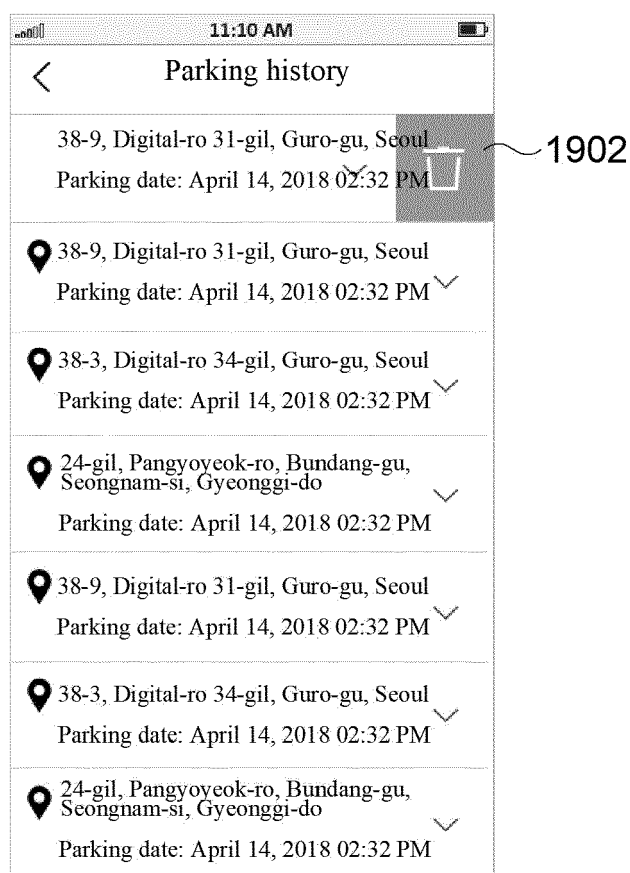 11:10 AM
Parking history
38-9, Digital-ro 31-gil, Guro-gu, Seoul
Parking date: April 14, 2018 02:32 PM
1902
38-9, Digital-ro 31-gil, Guro-gu, Seoul
Parking date: April 14, 2018 02:32 PM
38-3, Digital-ro 34-gil, Guro-gu, Seoul
Parking date: April 14, 2018 02:32 PM
24-gil, Pangyoyeok-ro, Bundang-gu,
Seongnam-si, Gyeonggi-do
Parking date: April 14, 2018 02:32 PM
38-9, Digital-ro 31-gil, Guro-gu, Seoul
Parking date: April 14, 2018 02:32 PM
38-3, Digital-ro 34-gil, Guro-gu, Seoul
Parking date: April 14, 2018 02:32 PM
24-gil, Pangyoyeok-ro, Bundang-gu,
Seongnam-si, Gyeonggi-do
Parking date: April 14, 2018 02:32 PM